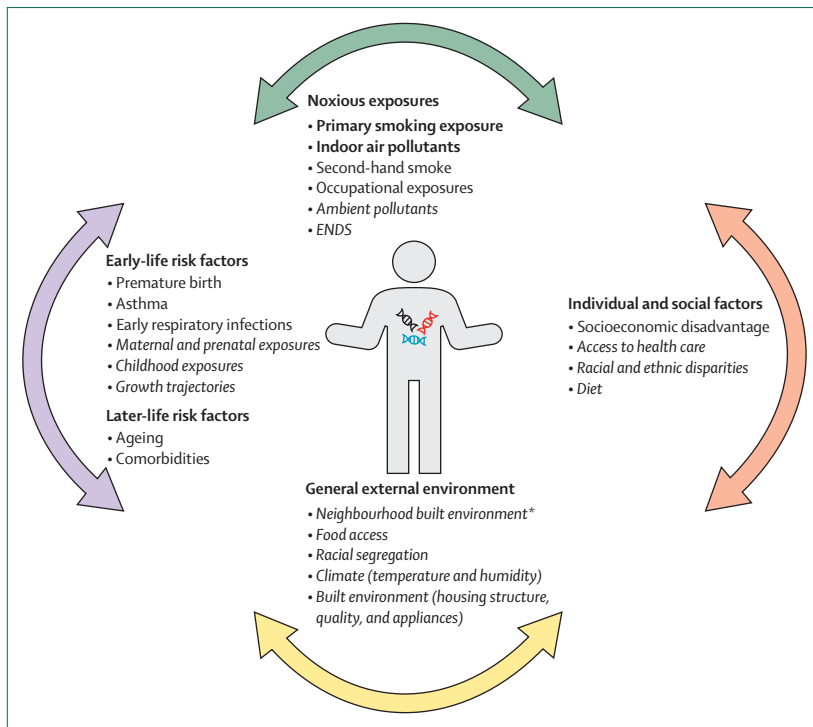 Noxious exposures
• Primary smoking exposure
• Indoor air pollutants
• Second-hand smoke
• Occupational exposures
• Ambient pollutants
• ENDS
Early-life risk factors
• Premature birth
• Asthma
• Early respiratory infections
• Maternal and prenatal exposures
• Childhood exposures
• Growth trajectories
Later-life risk factors
• Ageing
• Comorbidities
Individual and social factors
• Socioeconomic disadvantage
• Access to health care
• Racial and ethnic disparities
• Diet
General external environment
• Neighbourhood built environment*
• Food access
• Racial segregation
• Climate (temperature and humidity)
• Built environment (housing structure,
quality, and appliances)